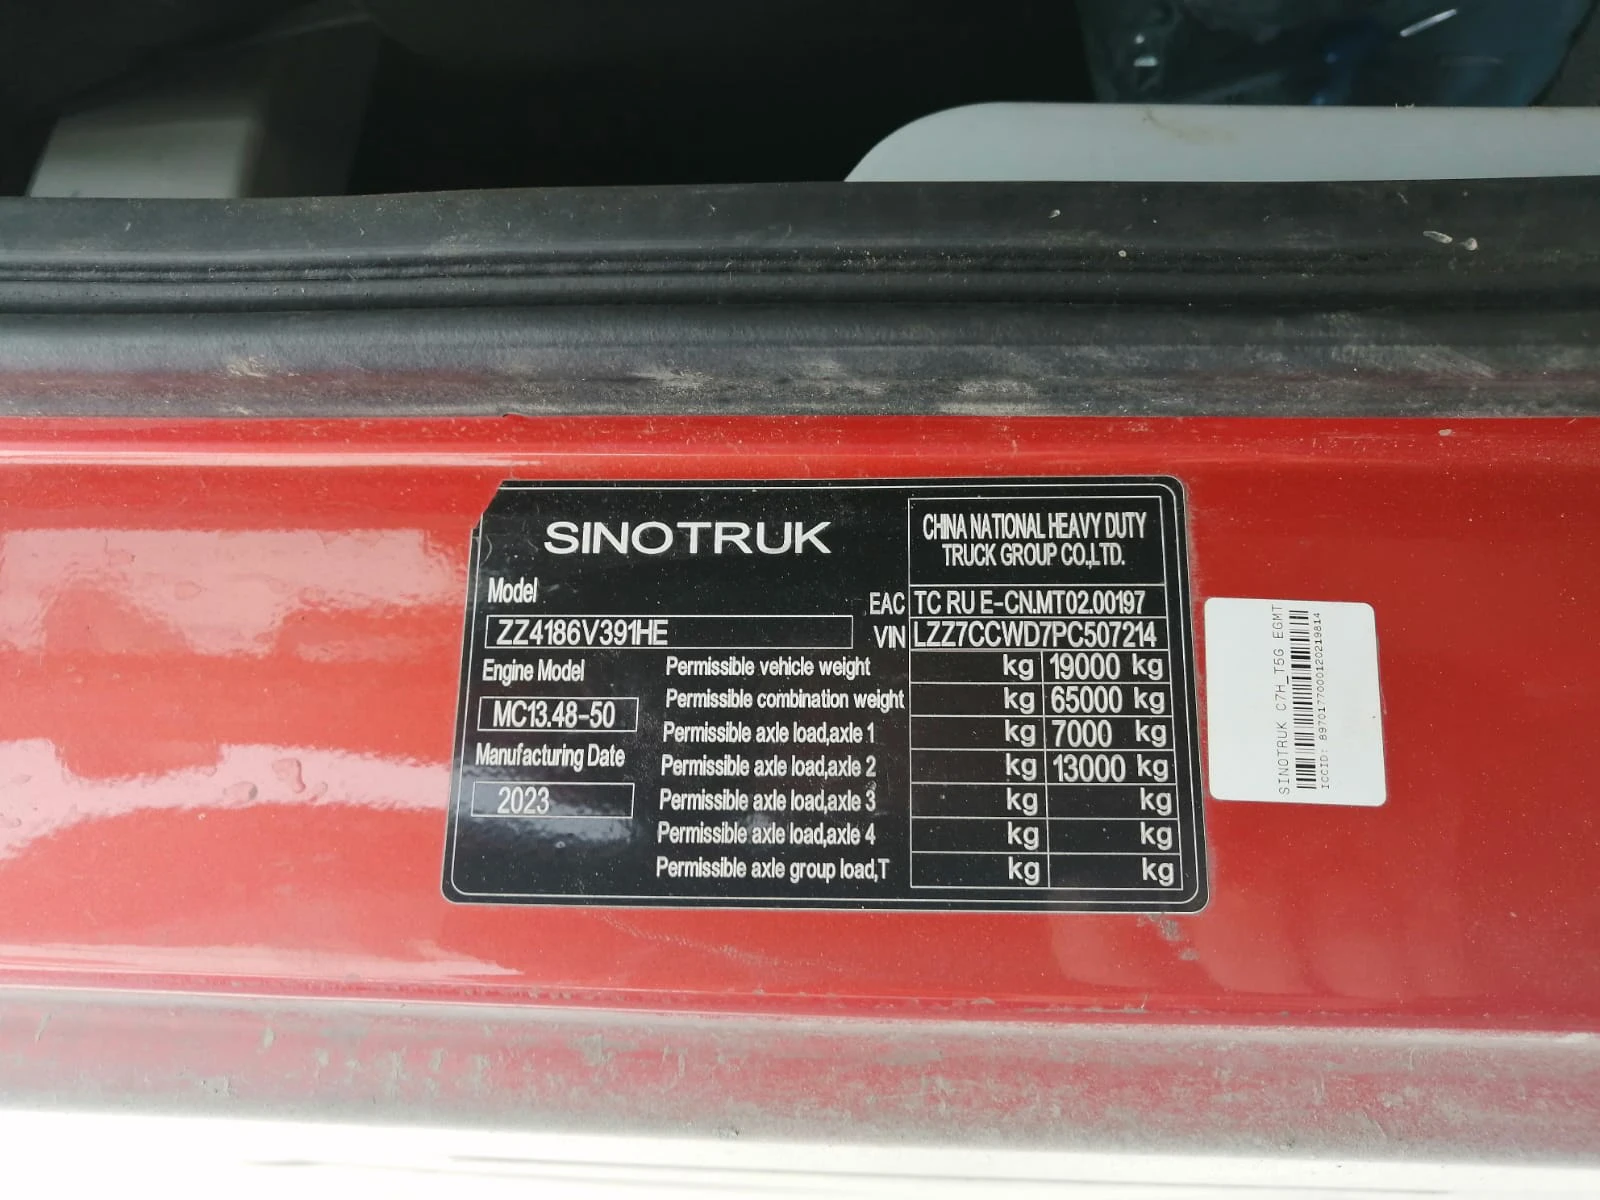 SINOTRUK
CHINA NATIONAL HEAVY DUTY
TRUCK GROUP CO.,LTD.
Model
EAC TC RU E-CN.MT02.00197
ZZ4186V391HE
VIN LZZ7CCWD7PC507214
Engine Model
MC13.48-50
Manufacturing Date
2023
Permissible vehicle weight kg 19000 kg
Permissible combination weight kg 65000 kg
Permissible axle load,axle 1 kg 7000 kg
Permissible axle load,axle 2 kg 13000 kg
Permissible axle load,axle 3 kg kg
Permissible axle load,axle 4 kg kg
Permissible axle group load,T kg kg
SINOTRUK C7H_T5G EGMT
ICCID: 8970177000120219814